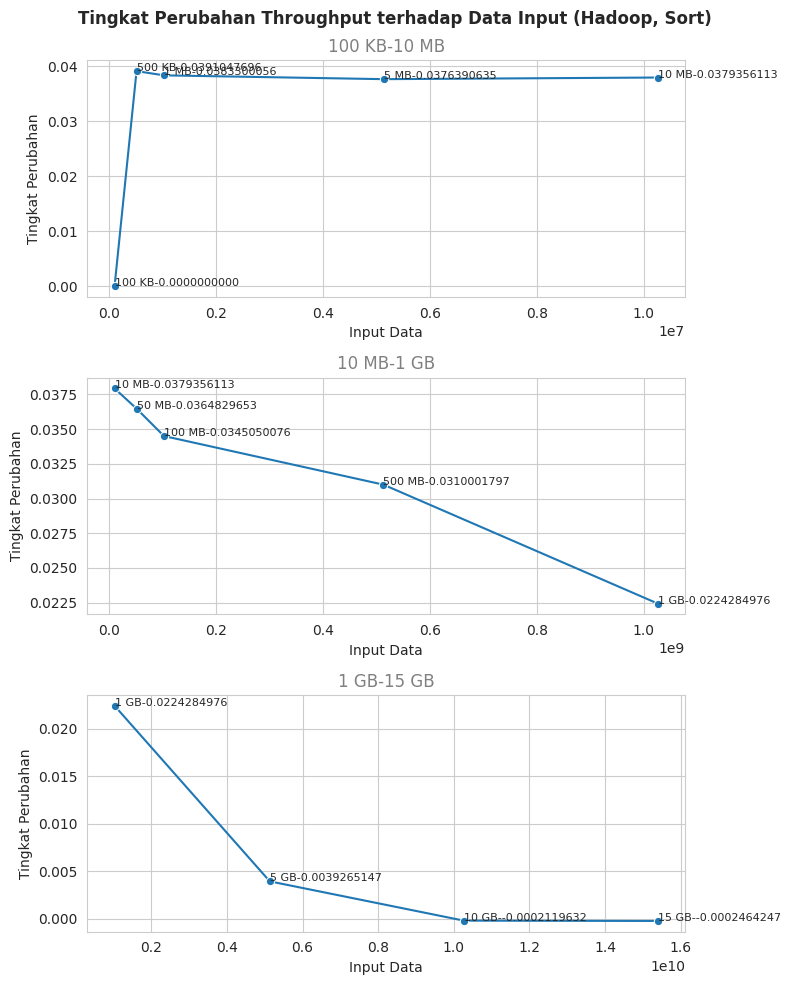 Tingkat Perubahan Throughput terhadap Data Input (Hadoop, Sort)
100 KB-10 MB
Tingkat Perubahan
0.04
0.03
0.02
0.01
0.00
500 KB-0.0391047696
1 MB-0.0383300056
5 MB-0.0376390635
10 MB-0.0379356113
100 KB-0.0000000000
0.0 0.2 0.4 0.6 0.8 1.0
1e7
Input Data
10 MB-1 GB
Tingkat Perubahan
0.0375
0.0350
0.0325
0.0300
0.0275
0.0250
0.0225
10 MB-0.0379356113
50 MB-0.0364829653
100 MB-0.0345050076
500 MB-0.0310001797
1 GB-0.0224284976
0.0 0.2 0.4 0.6 0.8 1.0
1e9
Input Data
1 GB-15 GB
Tingkat Perubahan
0.020
0.015
0.010
0.005
0.000
1 GB-0.0224284976
5 GB-0.0039265147
10 GB--0.0002119632
15 GB--0.0002464247
0.2 0.4 0.6 0.8 1.0 1.2 1.4 1.6
1e10
Input Data